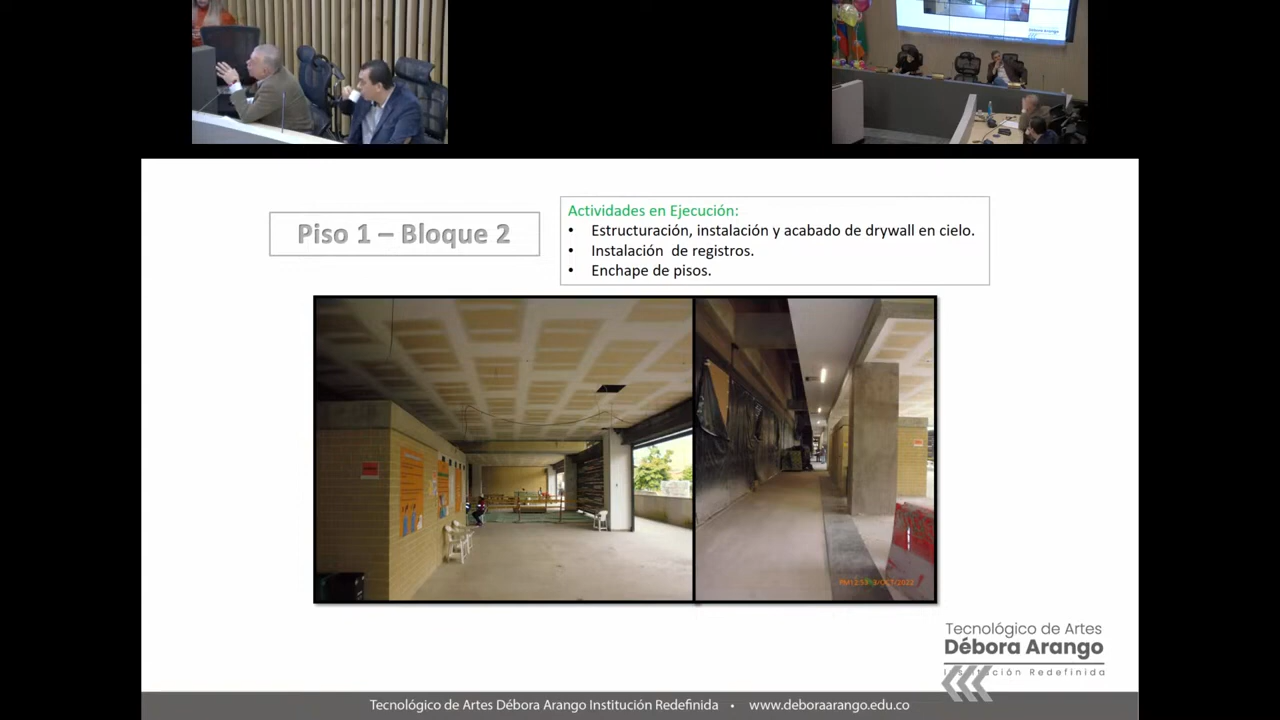 Piso 1 – Bloque 2
Actividades en Ejecución:
• Estructuración, instalación y acabado de drywall en cielo.
• Instalación de registros.
• Enchape de pisos.
Tecnológico de Artes
Débora Arango
Institución Redefinida
Tecnológico de Artes Débora Arango Institución Redefinida • www.deboraarango.edu.co